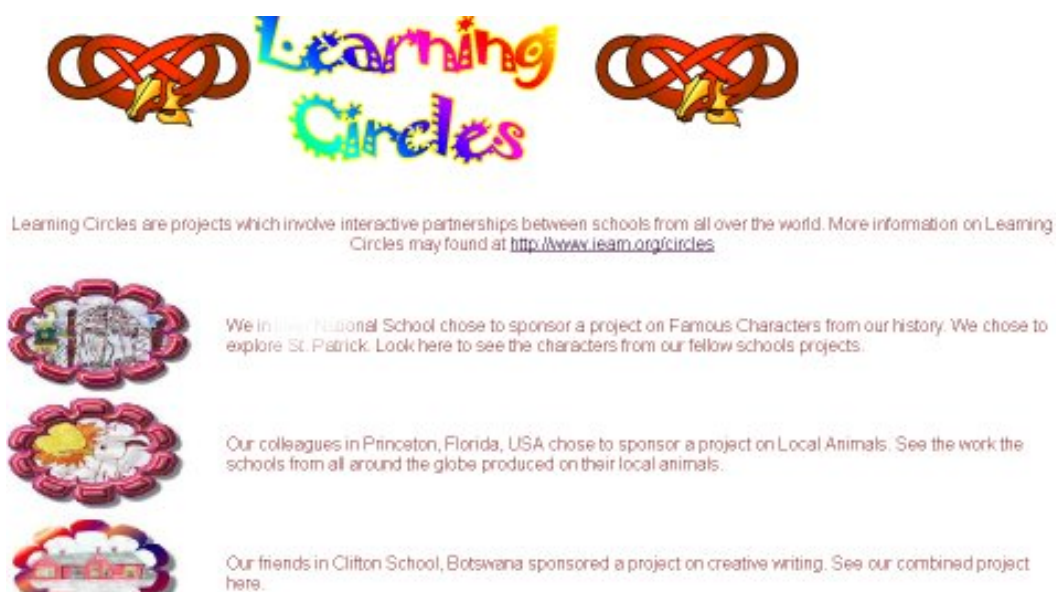 Learning
Circles
Learning Circles are projects which involve interactive partnerships between schools from all over the world. More information on Learning
Circles may found at http://www.iearn.org/circles
We in National School chose to sponsor a project on Famous Characters from our history. We chose to
explore St. Patrick. Look here to see the characters from our fellow schools projects.
Our colleagues in Princeton, Florida, USA chose to sponsor a project on Local Animals. See the work the
schools from all around the globe produced on their local animals.
Our friends in Clifton School, Botswana sponsored a project on creative writing. See our combined project
here.